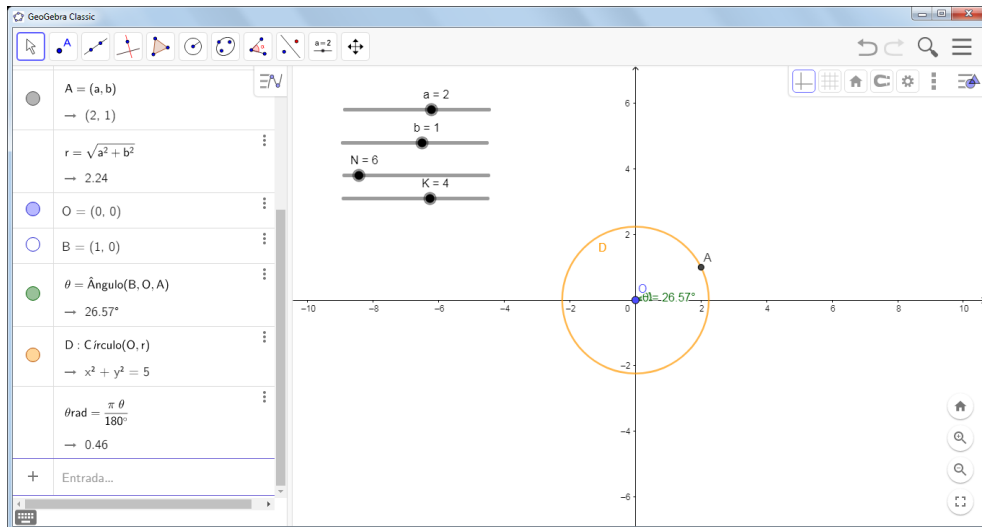 GeoGebra Classic
A
a = 2
A = (a, b)
→ (2, 1)
r = √a² + b²
→ 2.24
O = (0, 0)
B = (1, 0)
θ = Ângulo(B, O, A)
→ 26.57°
D : Círculo(O, r)
→ x² + y² = 5
θrad = π θ / 180°
→ 0.46
+ Entrada...
a = 2
b = 1
N = 6
K = 4
6
4
2
D
A
O
θ = 26.57°
−10 −8 −6 −4 −2 0 2 4 6 8 10
−2
−4
−6